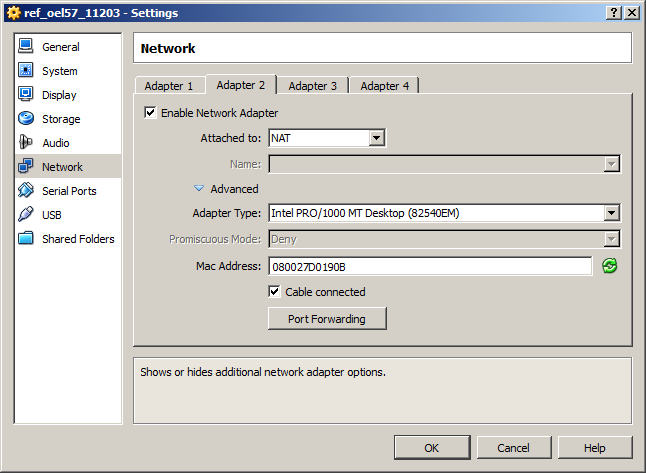 ref_oel57_11203 - Settings
General
System
Display
Storage
Audio
Network
Serial Ports
USB
Shared Folders
Network
Adapter 1 Adapter 2 Adapter 3 Adapter 4
Enable Network Adapter
Attached to: NAT
Name:
Advanced
Adapter Type: Intel PRO/1000 MT Desktop (82540EM)
Promiscuous Mode: Deny
Mac Address: 080027D0190B
Cable connected
Port Forwarding
Shows or hides additional network adapter options.
OK Cancel Help